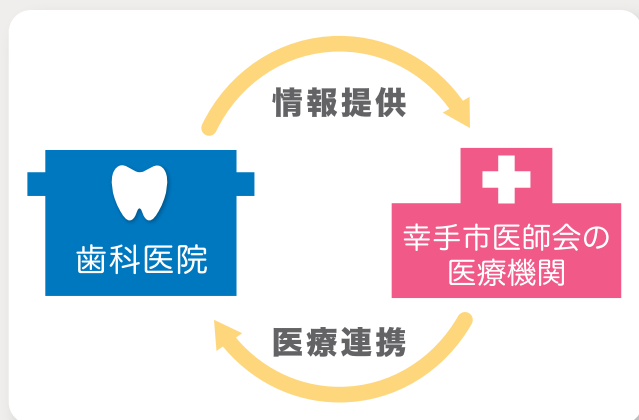 情報提供
歯科医院
幸手市医師会の
医療機関
医療連携